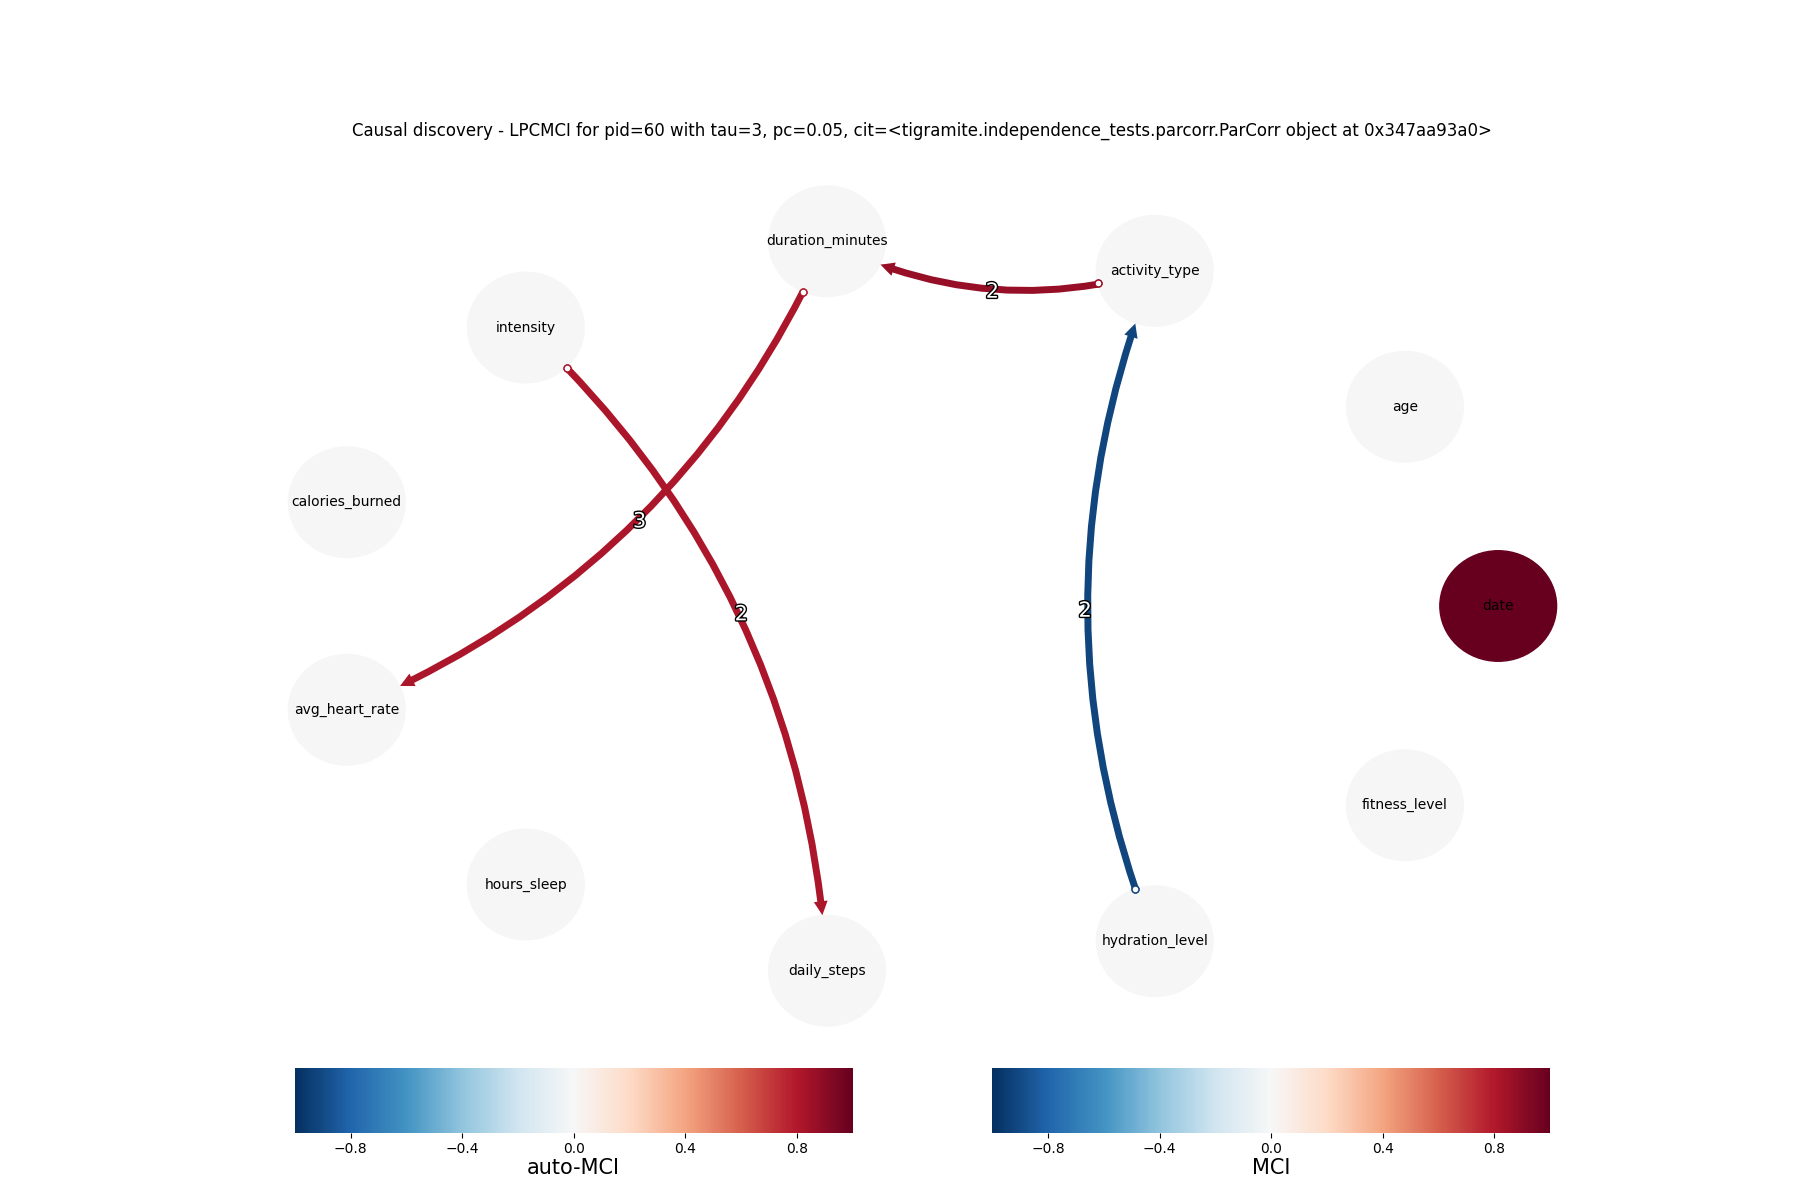 Causal discovery - LPCMCI for pid=60 with tau=3, pc=0.05, cit=<tigramite.independence_tests.parcorr.ParCorr object at 0x347aa93a0>
duration_minutes
activity_type
2
intensity
age
calories_burned
3
date
2
2
avg_heart_rate
fitness_level
hours_sleep
hydration_level
daily_steps
−0.8 −0.4 0.0 0.4 0.8
auto-MCI
−0.8 −0.4 0.0 0.4 0.8
MCI